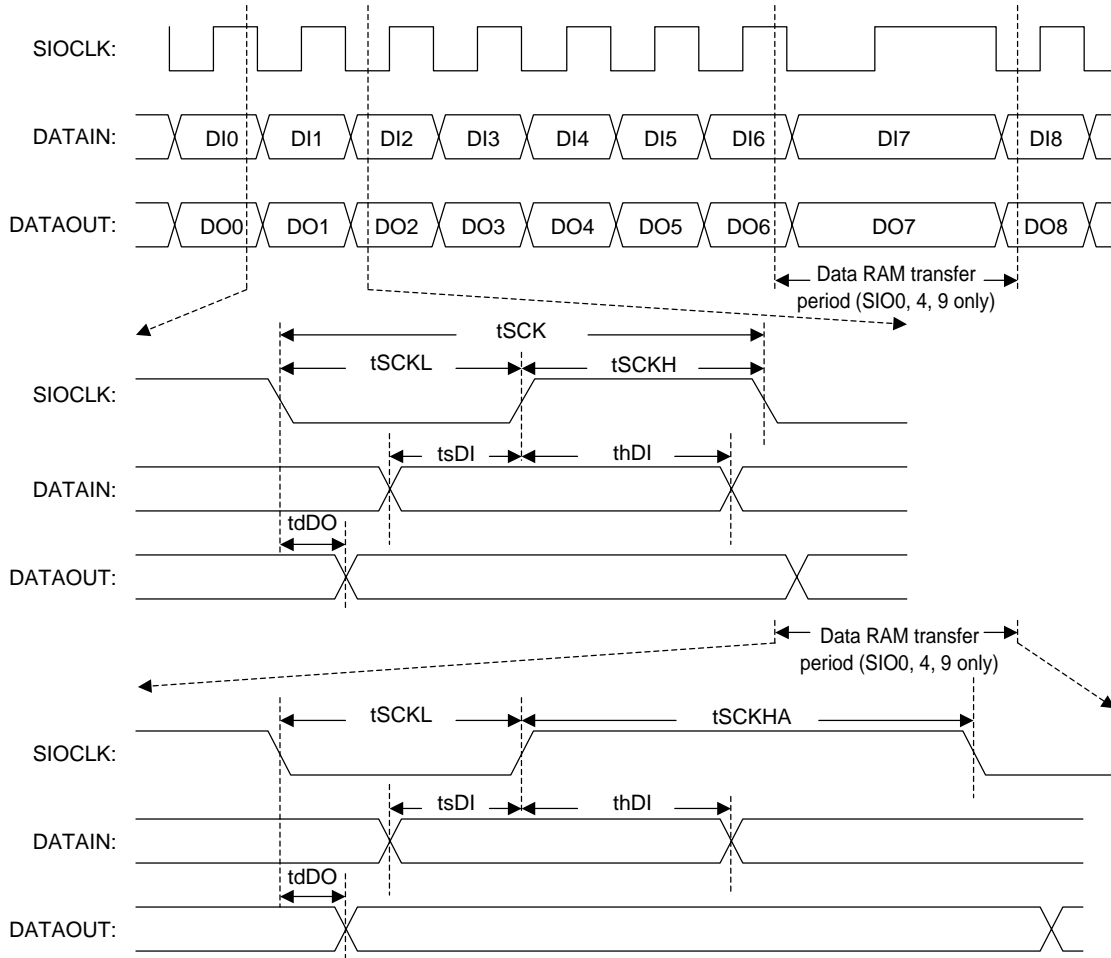 SIOCLK:
DATAIN: DI0 DI1 DI2 DI3 DI4 DI5 DI6 DI7 DI8
DATAOUT: DO0 DO1 DO2 DO3 DO4 DO5 DO6 DO7 DO8
Data RAM transfer
period (SIO0, 4, 9 only)
tSCK
tSCKL tSCKH
SIOCLK:
tsDI thDI
DATAIN:
tdDO
DATAOUT:
Data RAM transfer
period (SIO0, 4, 9 only)
tSCKL tSCKHA
SIOCLK:
tsDI thDI
DATAIN:
tdDO
DATAOUT: